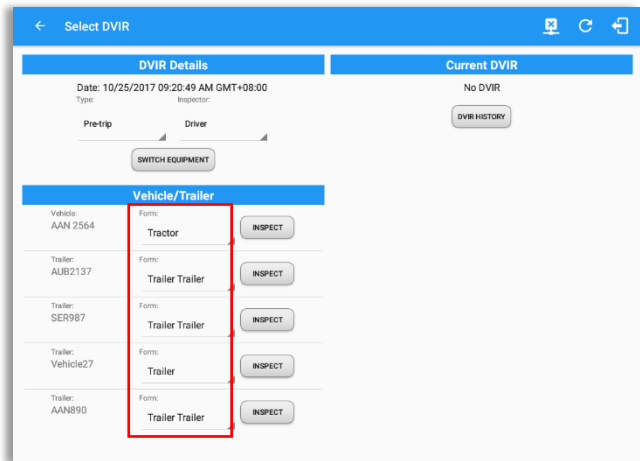 Select DVIR
DVIR Details
Date: 10/25/2017 09:20:49 AM GMT+08:00
Type: Inspector:
Pre-trip Driver
SWITCH EQUIPMENT
Vehicle/Trailer
Vehicle: Form:
AAN 2564 Tractor INSPECT
Trailer: Form:
AUB2137 Trailer Trailer INSPECT
Trailer: Form:
SER987 Trailer Trailer INSPECT
Trailer: Form:
Vehicle27 Trailer INSPECT
Trailer: Form:
AAN890 Trailer Trailer INSPECT
Current DVIR
No DVIR
DVIR HISTORY